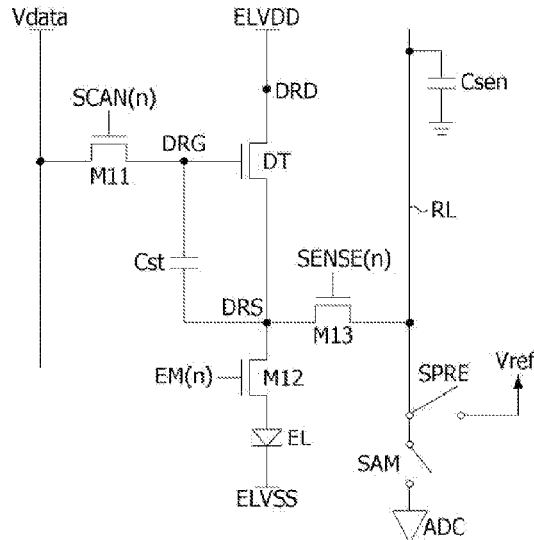 Vdata
ELVDD
Csen
DRD
SCAN(n)
DRG
DT
M11
RL
Cst
SENSE(n)
DRS
M13
EM(n)
M12
Vref
SPRE
EL
SAM
ELVSS
ADC